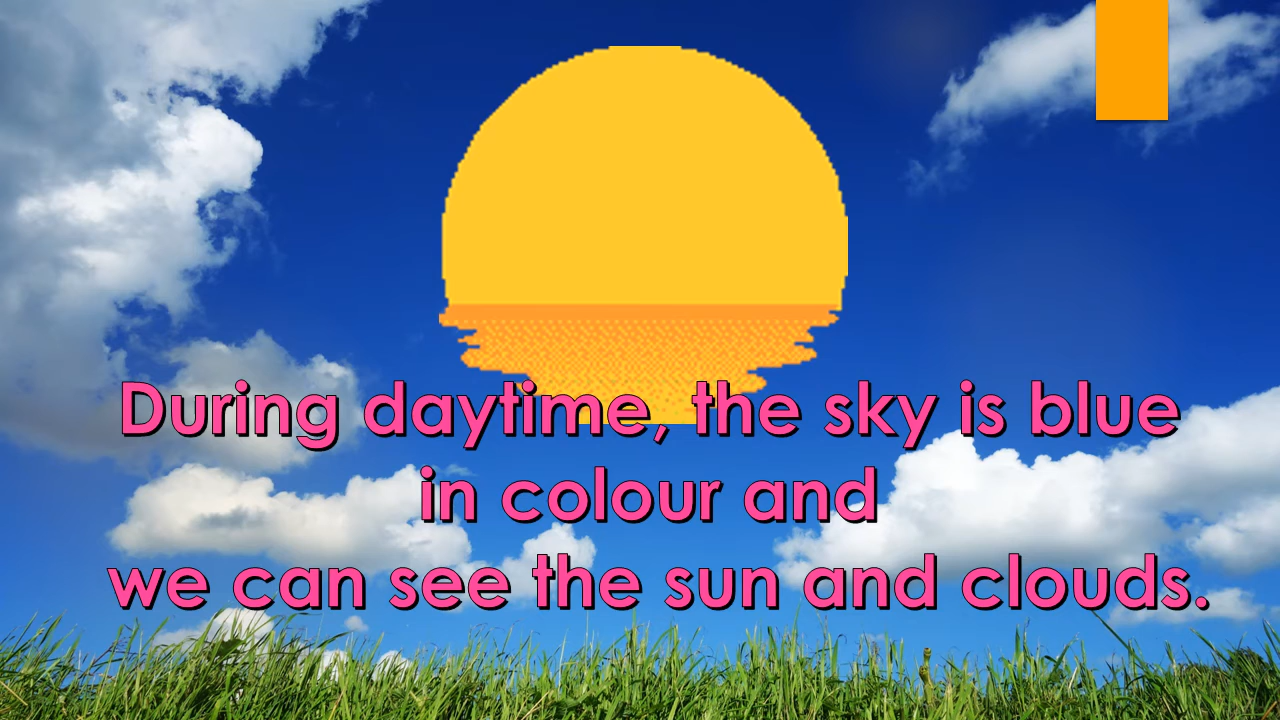 During daytime, the sky is blue
in colour and
we can see the sun and clouds.